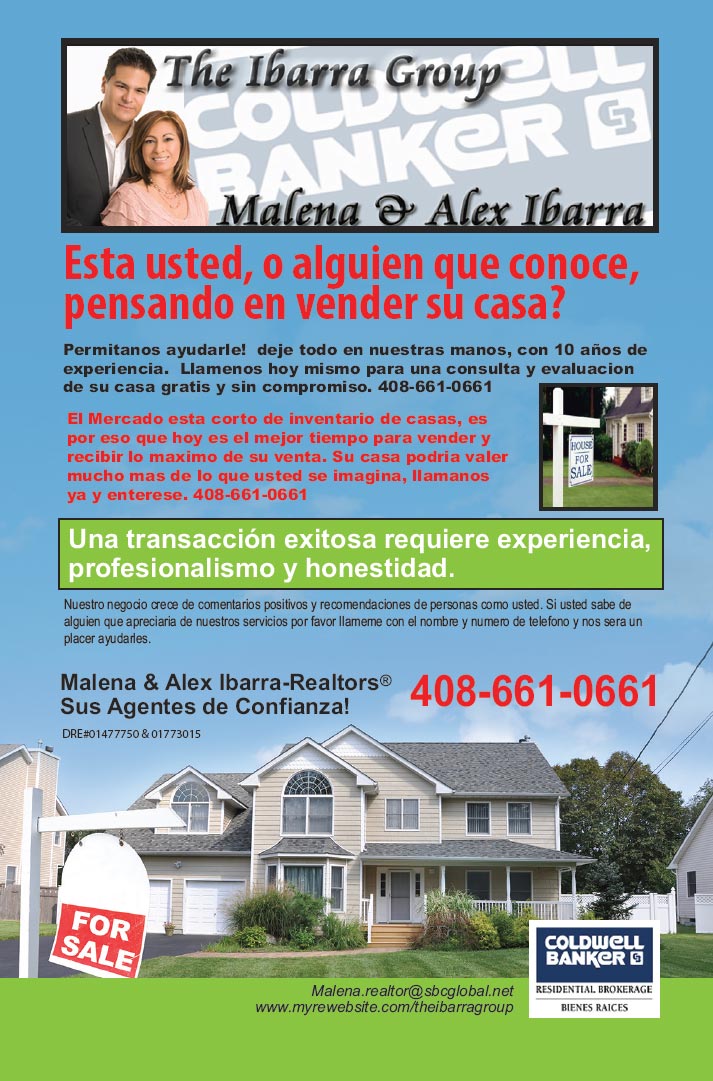 The Ibarra Group
COLDWELL
BANKER CB
Malena & Alex Ibarra
Esta usted, o alguien que conoce,
pensando en vender su casa?
Permitanos ayudarle!  deje todo en nuestras manos, con 10 años de
experiencia.  Llamenos hoy mismo para una consulta y evaluacion
de su casa gratis y sin compromiso. 408-661-0661
El Mercado esta corto de inventario de casas, es
por eso que hoy es el mejor tiempo para vender y
recibir lo maximo de su venta. Su casa podria valer
mucho mas de lo que usted se imagina, llamanos
ya y enterese. 408-661-0661
HOUSE
FOR
SALE
Una transacción exitosa requiere experiencia,
profesionalismo y honestidad.
Nuestro negocio crece de comentarios positivos y recomendaciones de personas como usted. Si usted sabe de
alguien que apreciaria de nuestros servicios por favor llameme con el nombre y numero de telefono y nos sera un
placer ayudarles.
Malena & Alex Ibarra-Realtors®
Sus Agentes de Confianza!
408-661-0661
DRE#01477750 & 01773015
FOR
SALE
COLDWELL
BANKER CB
RESIDENTIAL BROKERAGE
BIENES RAICES
Malena.realtor@sbcglobal.net
www.myrewebsite.com/theibarragroup